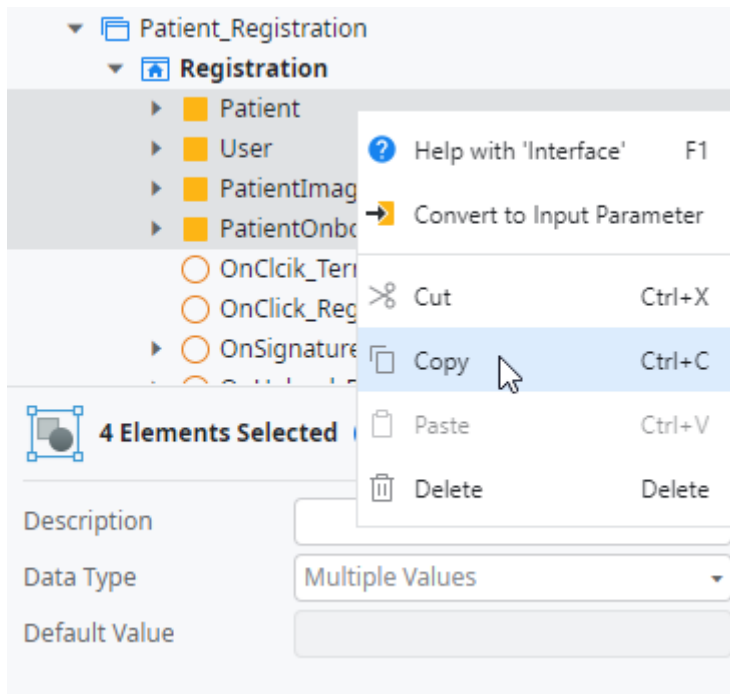 Patient_Registration
Registration
Patient
User
PatientImag
PatientOnbo
OnClcik_Terr
OnClick_Reg
OnSignature
Help with 'Interface' F1
Convert to Input Parameter
Cut Ctrl+X
Copy Ctrl+C
Paste Ctrl+V
Delete Delete
4 Elements Selected
Description
Data Type Multiple Values
Default Value